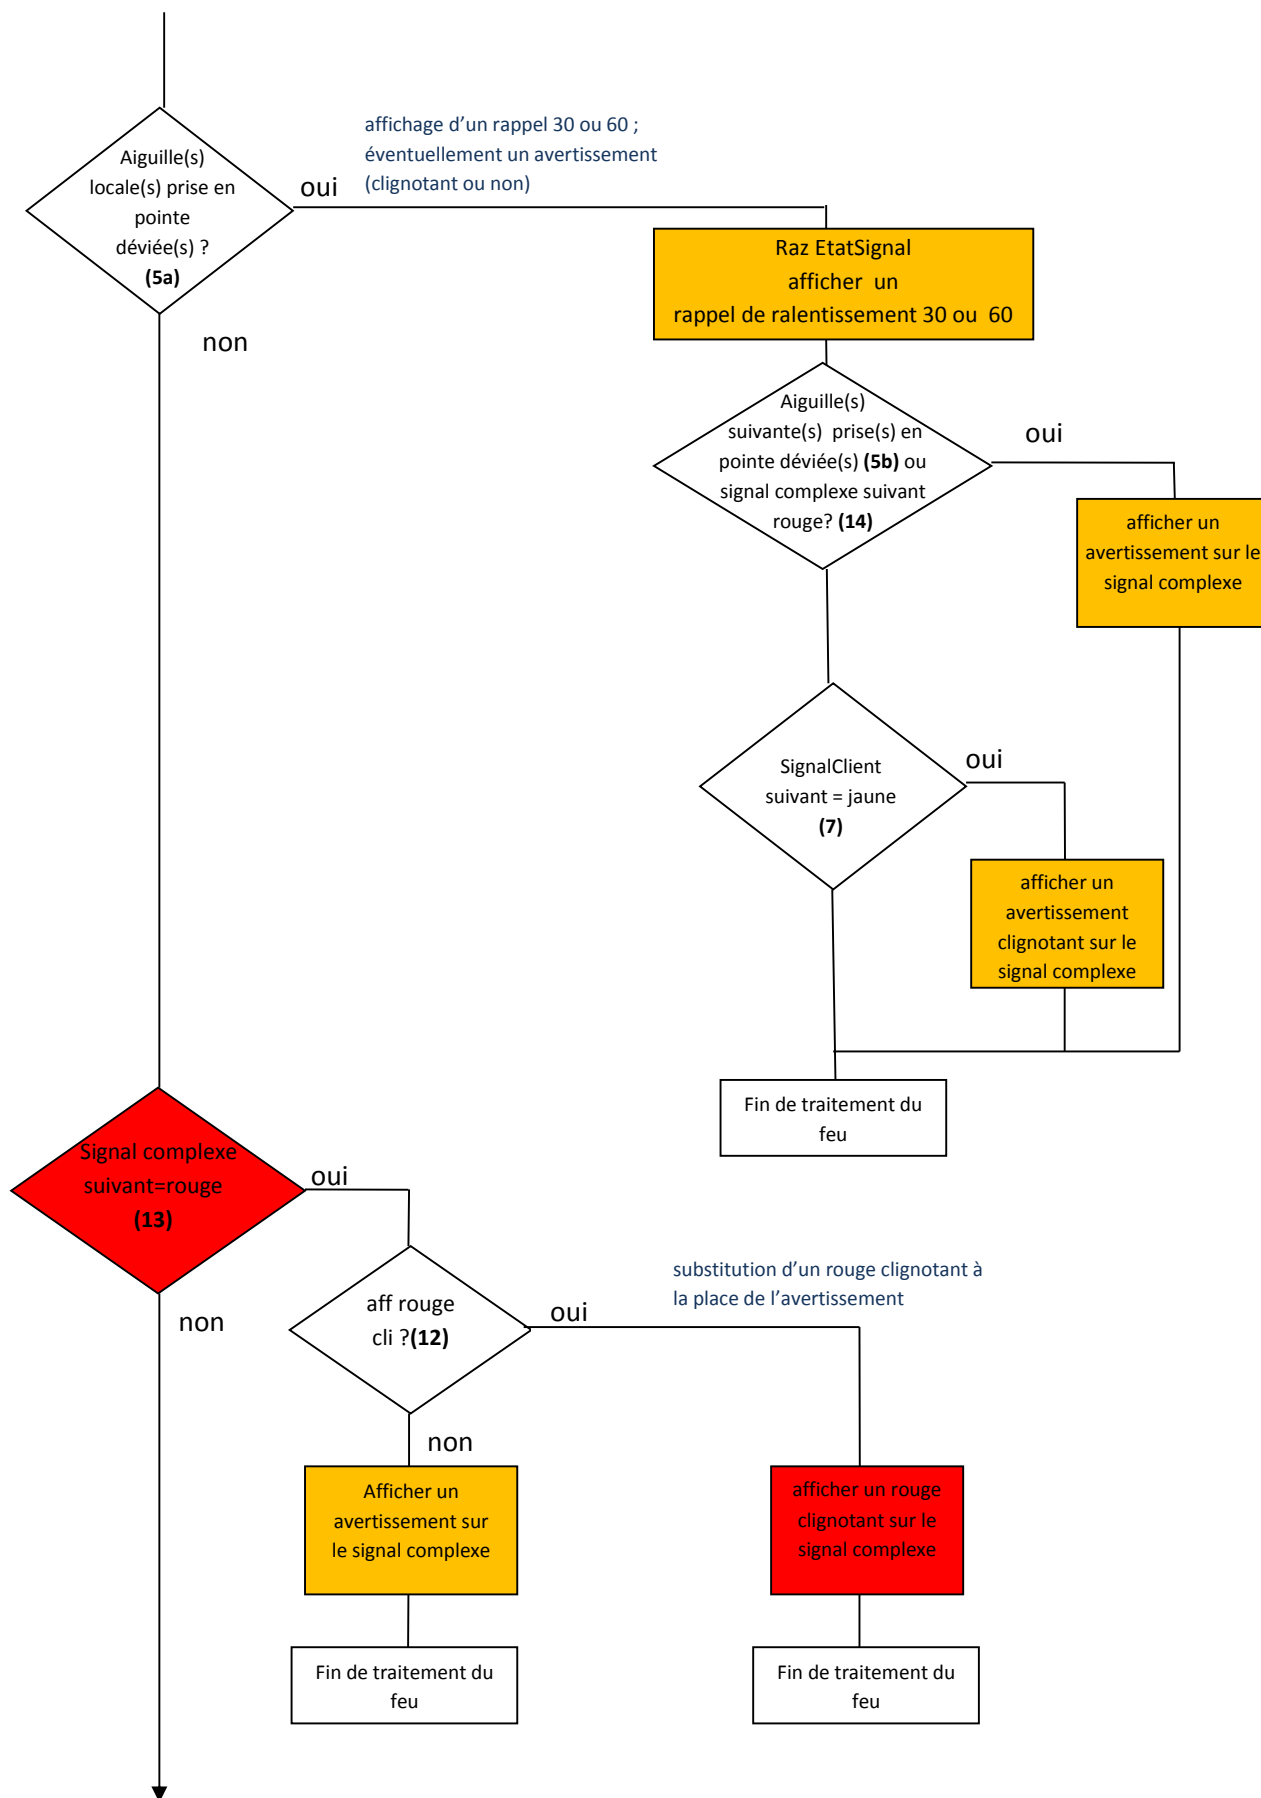 affichage d'un rappel 30 ou 60 ;
éventuellement un avertissement
(clignotant ou non)
Aiguille(s)
locale(s) prise en
pointe
déviée(s) ?
(5a)
oui
non
Raz EtatSignal
afficher un
rappel de ralentissement 30 ou 60
Aiguille(s)
suivante(s) prise(s) en
pointe déviée(s) (5b) ou
signal complexe suivant
rouge? (14)
oui
afficher un
avertissement sur le
signal complexe
SignalClient
suivant = jaune
(7)
oui
afficher un
avertissement
clignotant sur le
signal complexe
Fin de traitement du
feu
Signal complexe
suivant=rouge
(13)
oui
non
aff rouge
cli ?(12)
oui
substitution d'un rouge clignotant à
la place de l'avertissement
non
Afficher un
avertissement sur
le signal complexe
afficher un rouge
clignotant sur le
signal complexe
Fin de traitement du
feu
Fin de traitement du
feu